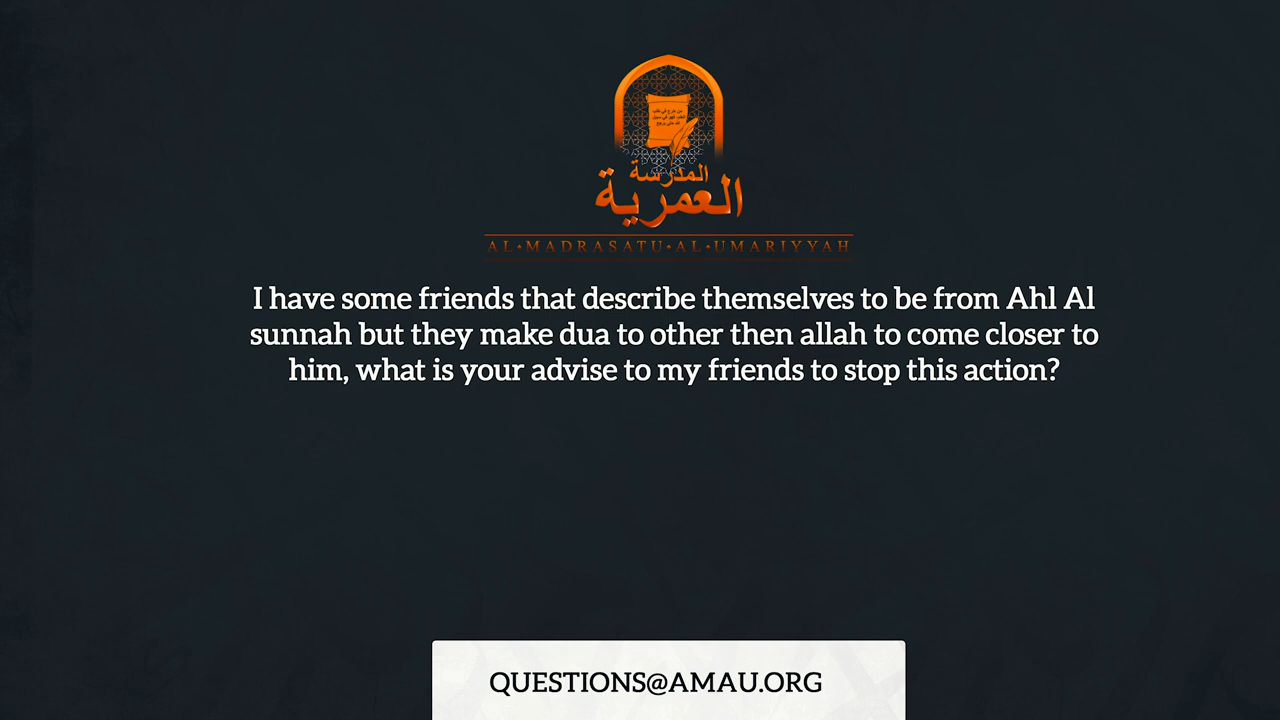 المدرسة
العمرية
AL•MADRASATU•AL•UMARIYYAH
I have some friends that describe themselves to be from Ahl Al
sunnah but they make dua to other then allah to come closer to
him, what is your advise to my friends to stop this action?
QUESTIONS@AMAU.ORG